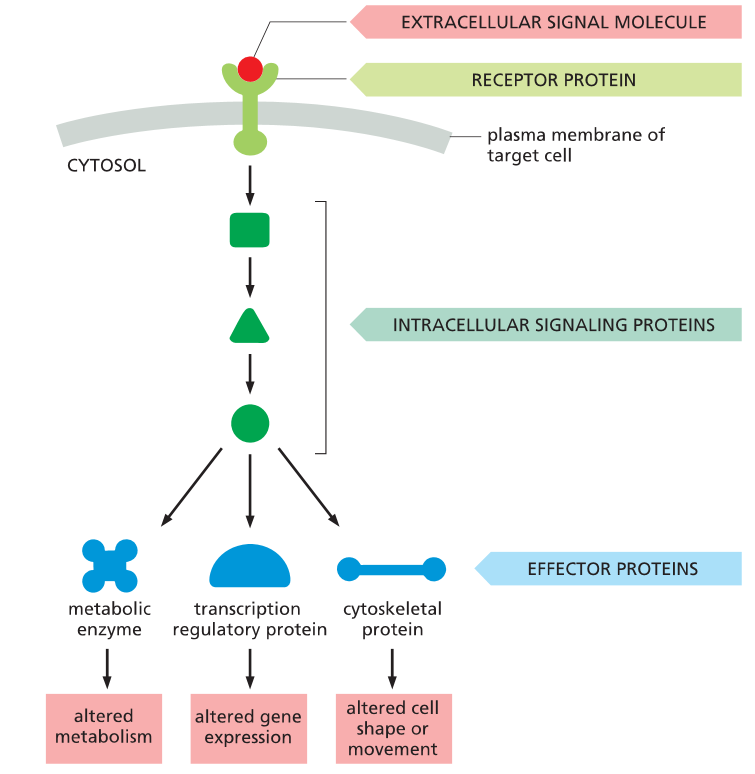 EXTRACELLULAR SIGNAL MOLECULE
RECEPTOR PROTEIN
plasma membrane of
target cell
CYTOSOL
INTRACELLULAR SIGNALING PROTEINS
EFFECTOR PROTEINS
metabolic
enzyme
transcription
regulatory protein
cytoskeletal
protein
altered
metabolism
altered gene
expression
altered cell
shape or
movement